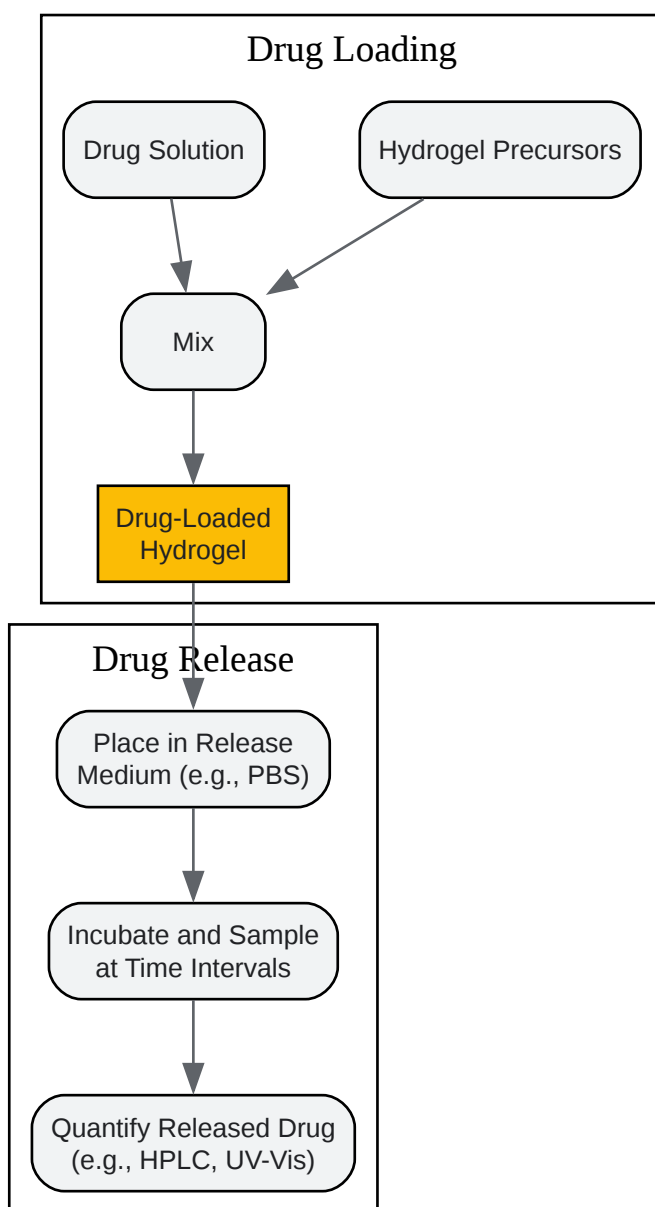 Drug Loading
Drug Solution
Hydrogel Precursors
Mix
Drug-Loaded
Hydrogel
Drug Release
Place in Release
Medium (e.g., PBS)
Incubate and Sample
at Time Intervals
Quantify Released Drug
(e.g., HPLC, UV-Vis)